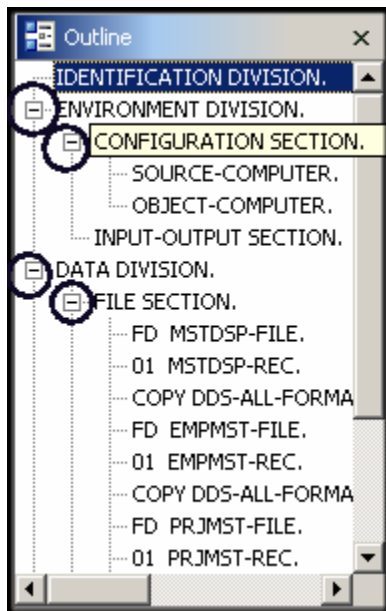 Outline
IDENTIFICATION DIVISION.
ENVIRONMENT DIVISION.
CONFIGURATION SECTION.
SOURCE-COMPUTER.
OBJECT-COMPUTER.
INPUT-OUTPUT SECTION.
DATA DIVISION.
FILE SECTION.
FD MSTDSP-FILE.
01 MSTDSP-REC.
COPY DDS-ALL-FORMA
FD EMPMST-FILE.
01 EMPMST-REC.
COPY DDS-ALL-FORMA
FD PRJMST-FILE.
01 PRJMST-REC.